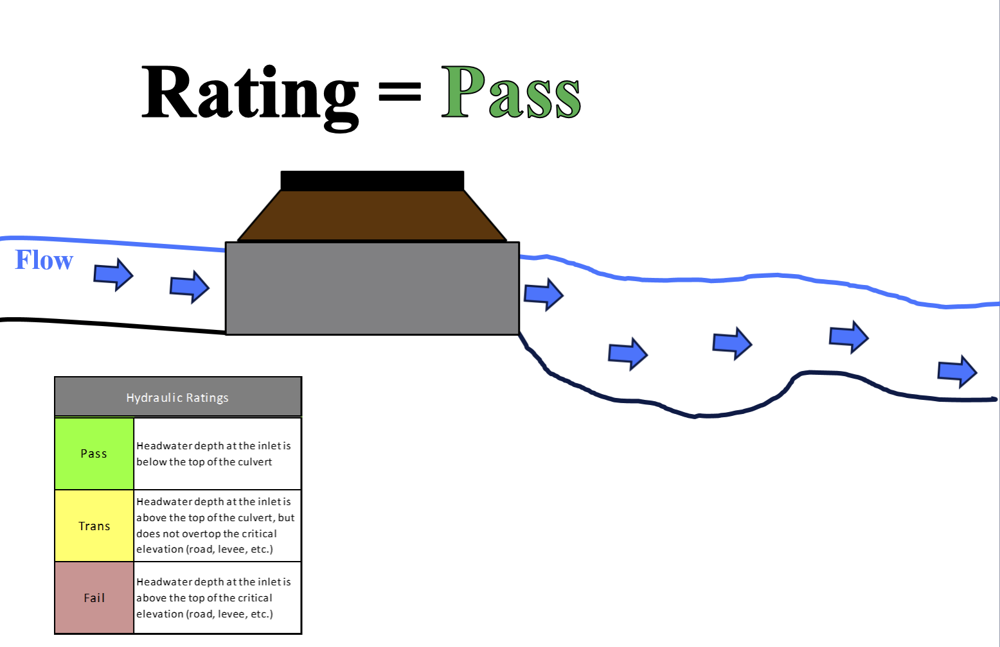 Rating = Pass
Flow
Hydraulic Ratings
Pass
Headwater depth at the inlet is
below the top of the culvert
Trans
Headwater depth at the inlet is
above the top of the culvert, but
does not overtop the critical
elevation (road, levee, etc.)
Fail
Headwater depth at the inlet is
above the top of the critical
elevation (road, levee, etc.)